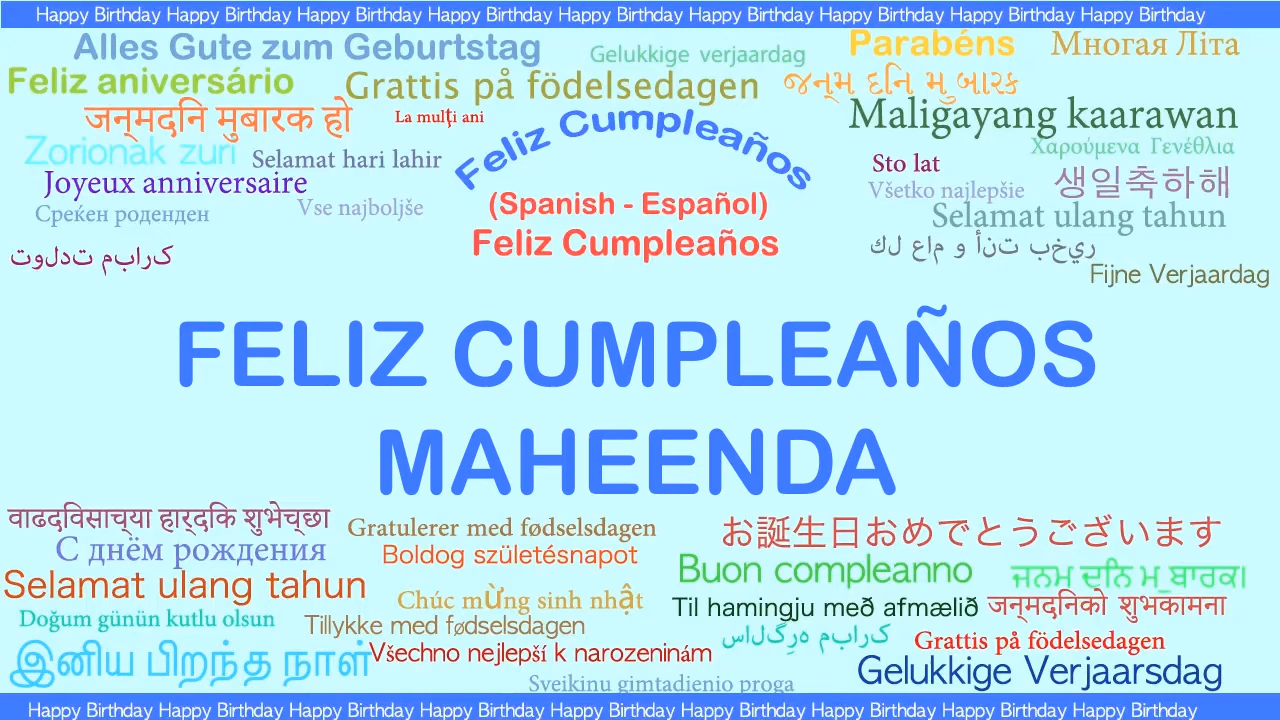 Happy Birthday Happy Birthday Happy Birthday Happy Birthday Happy Birthday Happy Birthday Happy Birthday Happy Birthday Happy Birthday
Alles Gute zum Geburtstag
Gelukkige verjaardag
Parabéns
Многая Літа
Feliz aniversário
Grattis på födelsedagen
જન્મ દિન મુબારક
जन्मदिन मुबारक हो
La mulţi ani
Feliz Cumpleaños
Maligayang kaarawan
Zorionak zuri
Selamat hari lahir
Sto lat
Χαρούμενα Γενέθλια
Joyeux anniversaire
(Spanish - Español)
Všetko najlepšie
생일축하해
Среќен роденден
Vse najboljše
Feliz Cumpleaños
Selamat ulang tahun
تولدت مبارک
كل عام و أنت بخير
Fijne Verjaardag
FELIZ CUMPLEAÑOS
MAHEENDA
वाढदिवसाच्या हार्दिक शुभेच्छा
Gratulerer med fødselsdagen
お誕生日おめでとうございます
С днём рождения
Boldog születésnapot
Buon compleanno
ਜਨਮ ਦਿਨ ਮੁਬਾਰਕ।
Selamat ulang tahun
Chúc mừng sinh nhật
Til hamingju með afmælið
जन्मदिनको शुभकामना
Doğum günün kutlu olsun
Tillykke med fødselsdagen
سالگرہ مبارک
Grattis på födelsedagen
இனிய பிறந்த நாள்
Všechno nejlepší k narozeninám
Gelukkige Verjaarsdag
Sveikinu gimtadienio proga
Happy Birthday Happy Birthday Happy Birthday Happy Birthday Happy Birthday Happy Birthday Happy Birthday Happy Birthday Happy Birthday